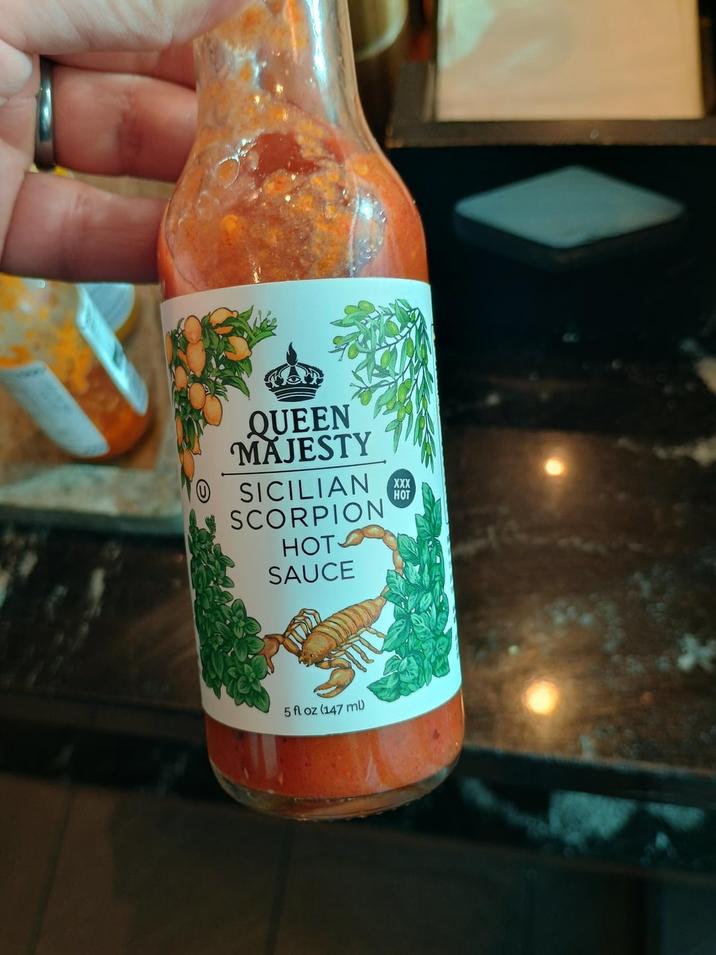 QUEEN
MAJESTY
SICILIAN
SCORPION
HOT
SAUCE
XXX
HOT
U
5 fl oz (147 ml)